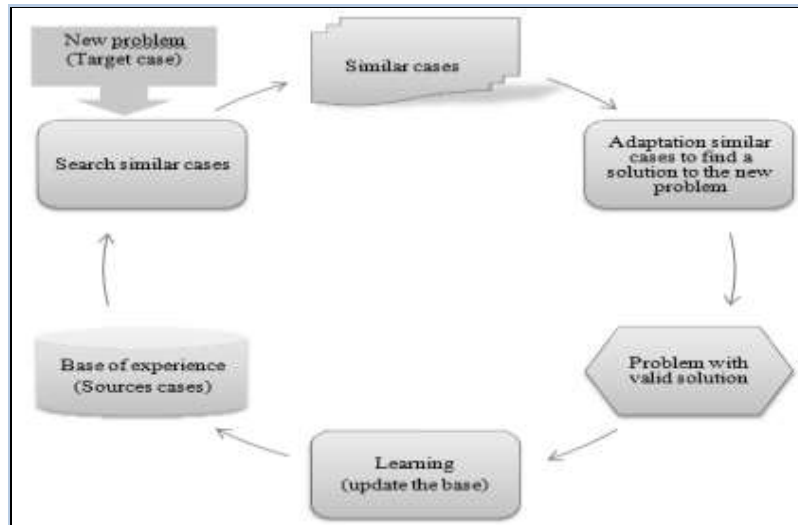 New problem
(Target case)
Similar cases
Search similar cases
Adaptation similar
cases to find a
solution to the new
problem
Base of experience
(Sources cases)
Problem with
valid solution
Learning
(update the base)